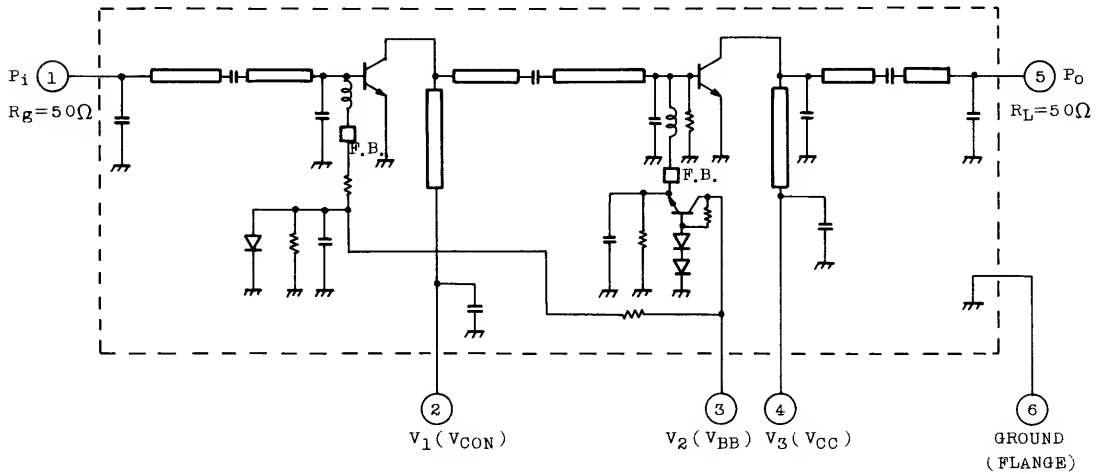 Pi 1
Rg=50Ω
F.B.
F.B.
5 Po
RL=50Ω
2
V1(VCON)
3
V2(VBB)
4
V3(VCC)
6
GROUND
(FLANGE)